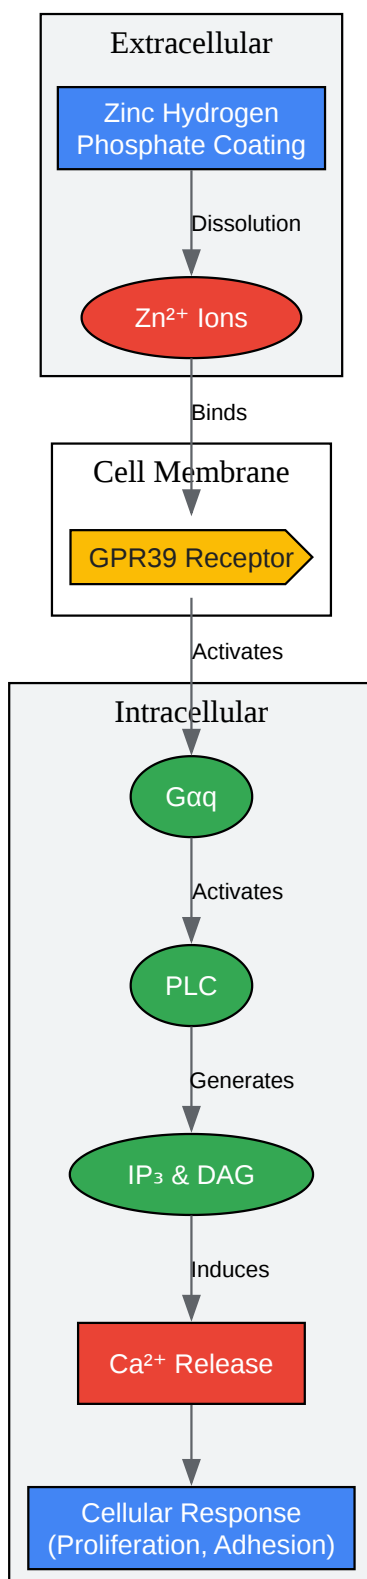 Extracellular
Zinc Hydrogen
Phosphate Coating
Dissolution
Zn²⁺ Ions
Binds
Cell Membrane
GPR39 Receptor
Activates
Intracellular
Gαq
Activates
PLC
Generates
IP₃ & DAG
Induces
Ca²⁺ Release
Cellular Response
(Proliferation, Adhesion)